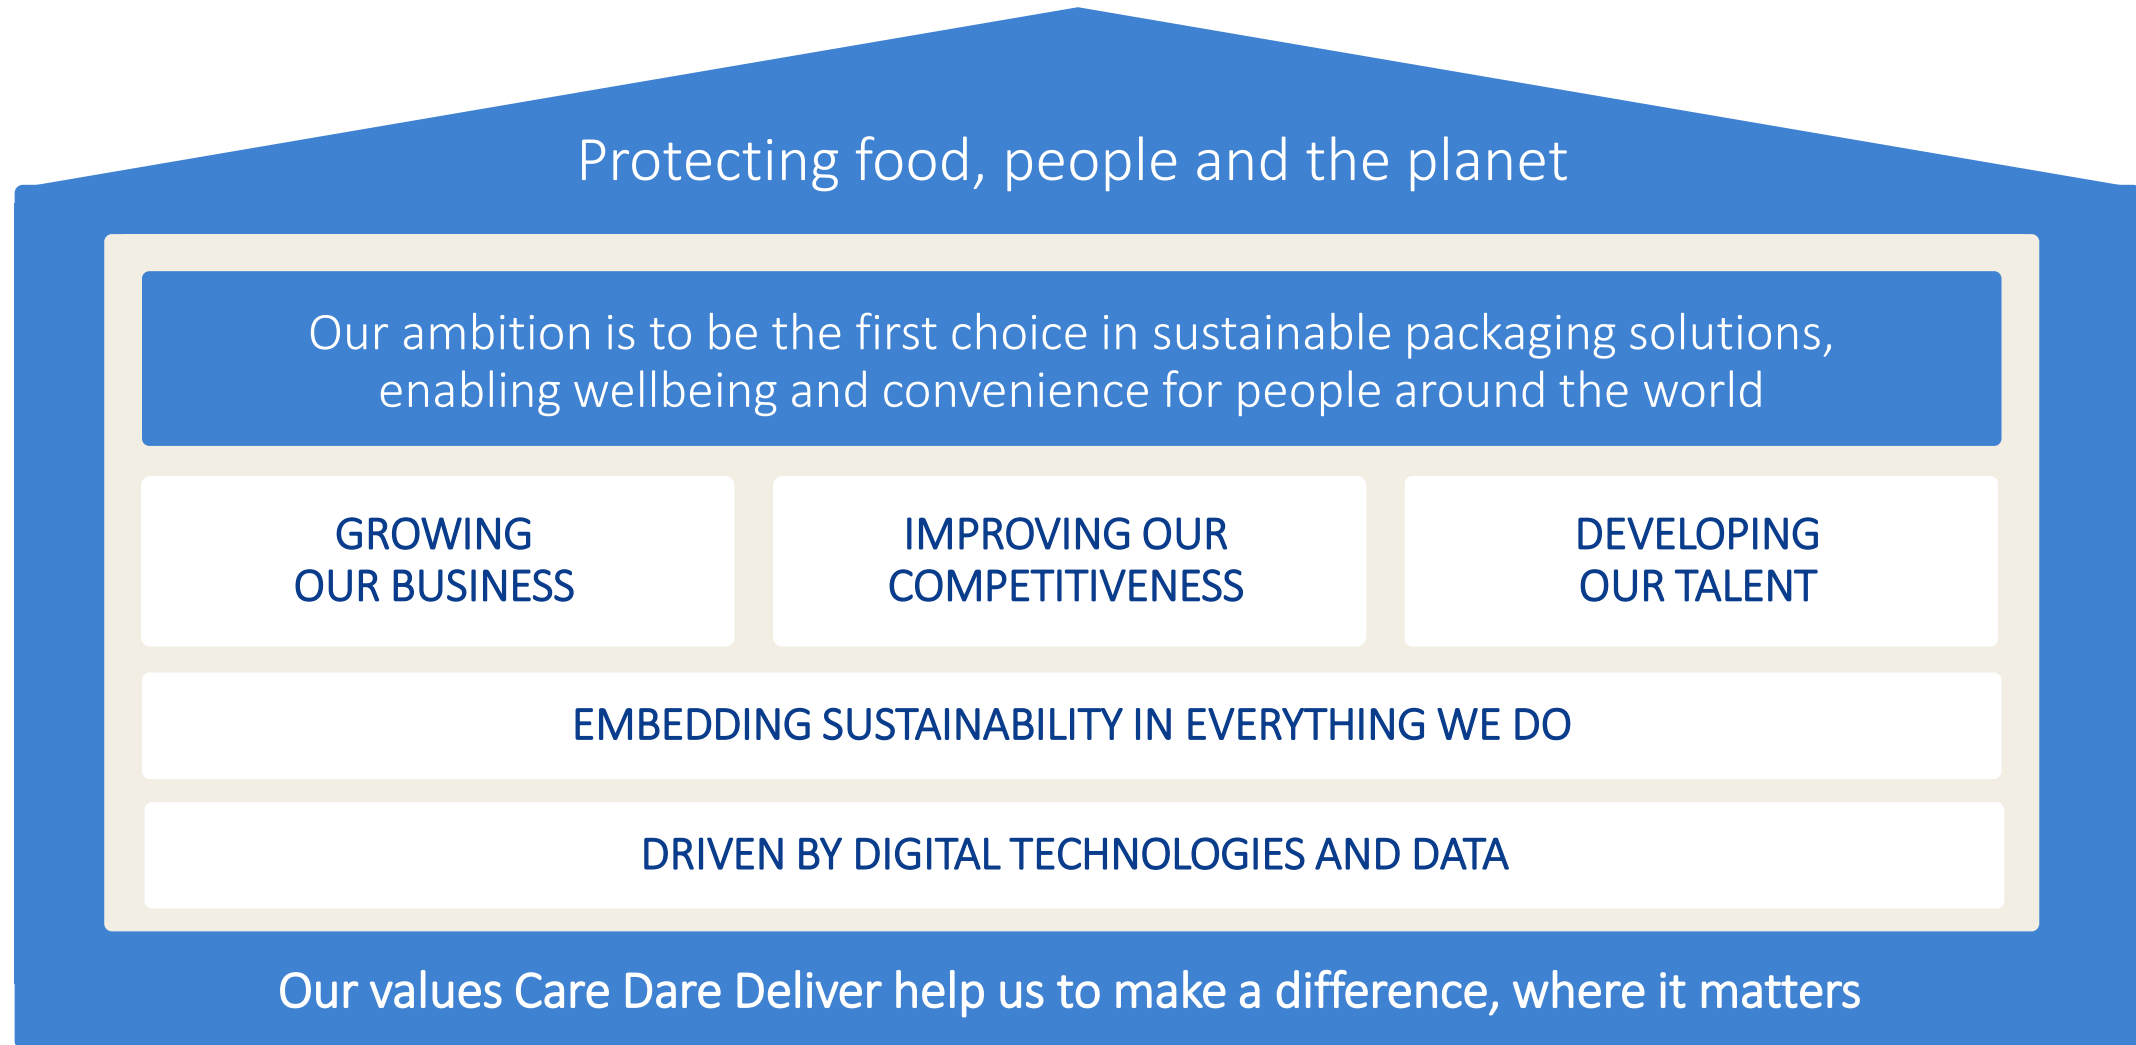 Protecting food, people and the planet
Our ambition is to be the first choice in sustainable packaging solutions,
enabling wellbeing and convenience for people around the world
GROWING
OUR BUSINESS
IMPROVING OUR
COMPETITIVENESS
DEVELOPING
OUR TALENT
EMBEDDING SUSTAINABILITY IN EVERYTHING WE DO
DRIVEN BY DIGITAL TECHNOLOGIES AND DATA
Our values Care Dare Deliver help us to make a difference, where it matters